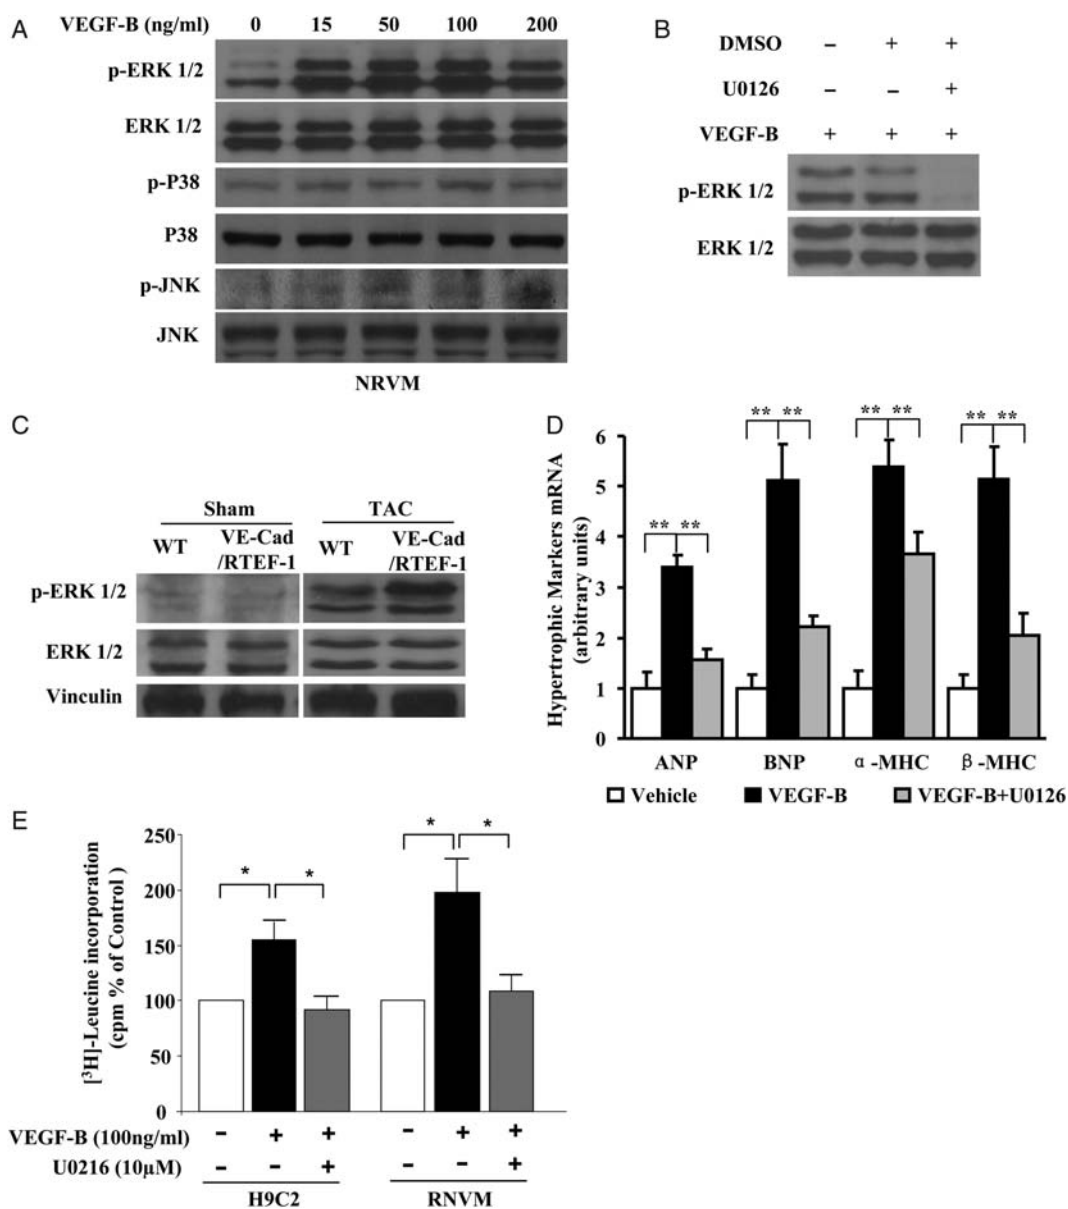 A
VEGF-B (ng/ml) 0 15 50 100 200
p-ERK 1/2
ERK 1/2
p-P38
P38
p-JNK
JNK
NRVM
B
DMSO – + +
U0126 – – +
VEGF-B + + +
p-ERK 1/2
ERK 1/2
C
Sham TAC
WT VE-Cad WT VE-Cad
/RTEF-1 /RTEF-1
p-ERK 1/2
ERK 1/2
Vinculin
D
Hypertrophic Markers mRNA
(arbitrary units)
6
5
4
3
2
1
0
** ** ** ** ** ** ** **
ANP BNP α-MHC β-MHC
Vehicle VEGF-B VEGF-B+U0126
E
[³H]-Leucine incorporation
(cpm % of Control )
250
200
150
100
50
0
* * * *
VEGF-B (100ng/ml) - + + - + +
U0216 (10µM) - - + - - +
H9C2 RNVM